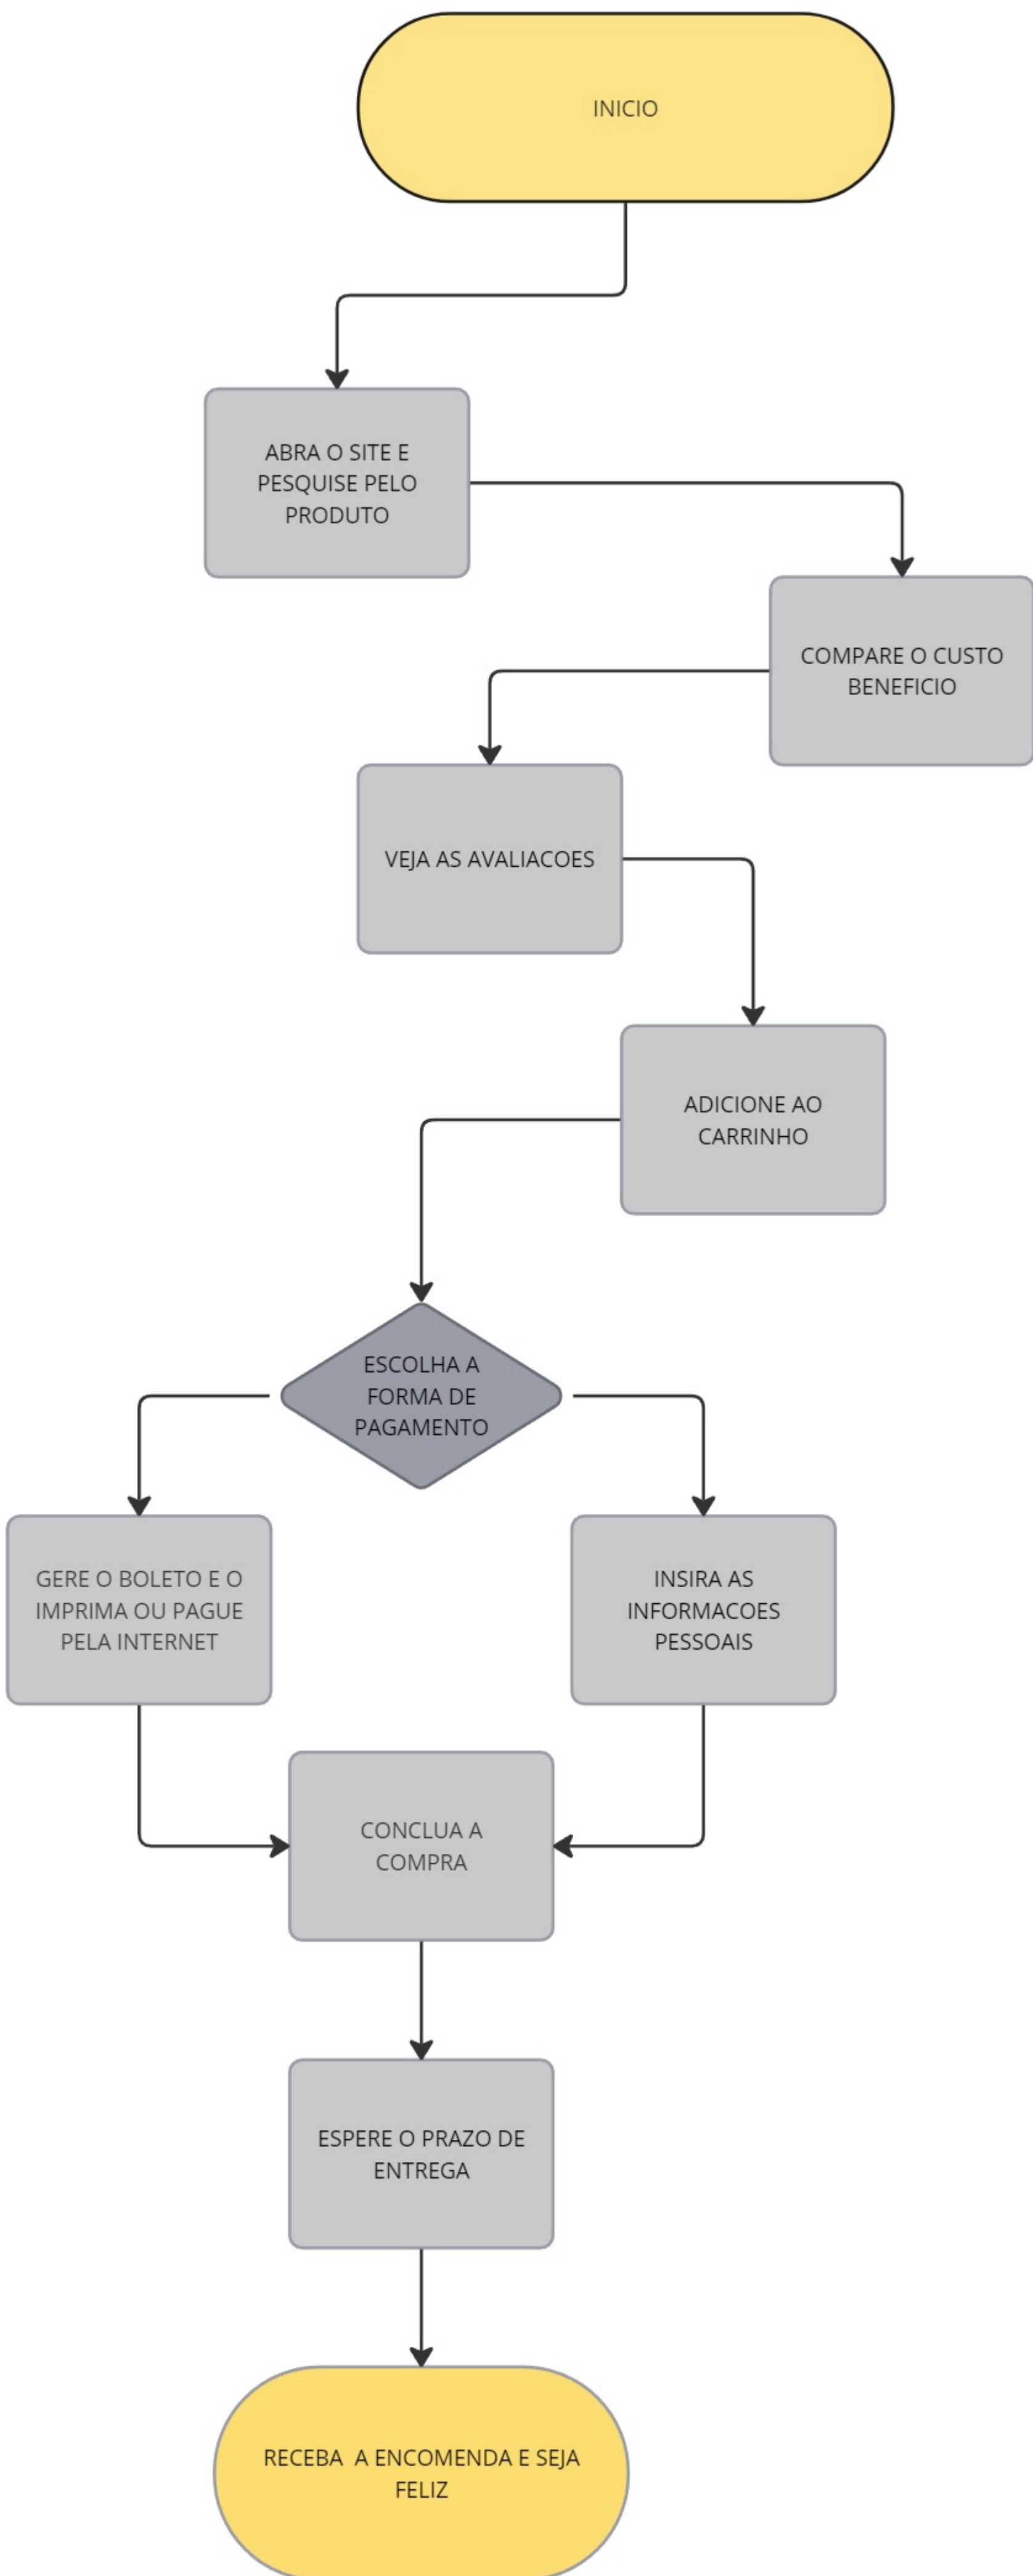 INICIO
ABRA O SITE E
PESQUISE PELO
PRODUTO
COMPARE O CUSTO
BENEFICIO
VEJA AS AVALIACOES
ADICIONE AO
CARRINHO
ESCOLHA A
FORMA DE
PAGAMENTO
GERE O BOLETO E O
IMPRIMA OU PAGUE
PELA INTERNET
INSIRA AS
INFORMACOES
PESSOAIS
CONCLUA A
COMPRA
ESPERE O PRAZO DE
ENTREGA
RECEBA  A ENCOMENDA E SEJA
FELIZ